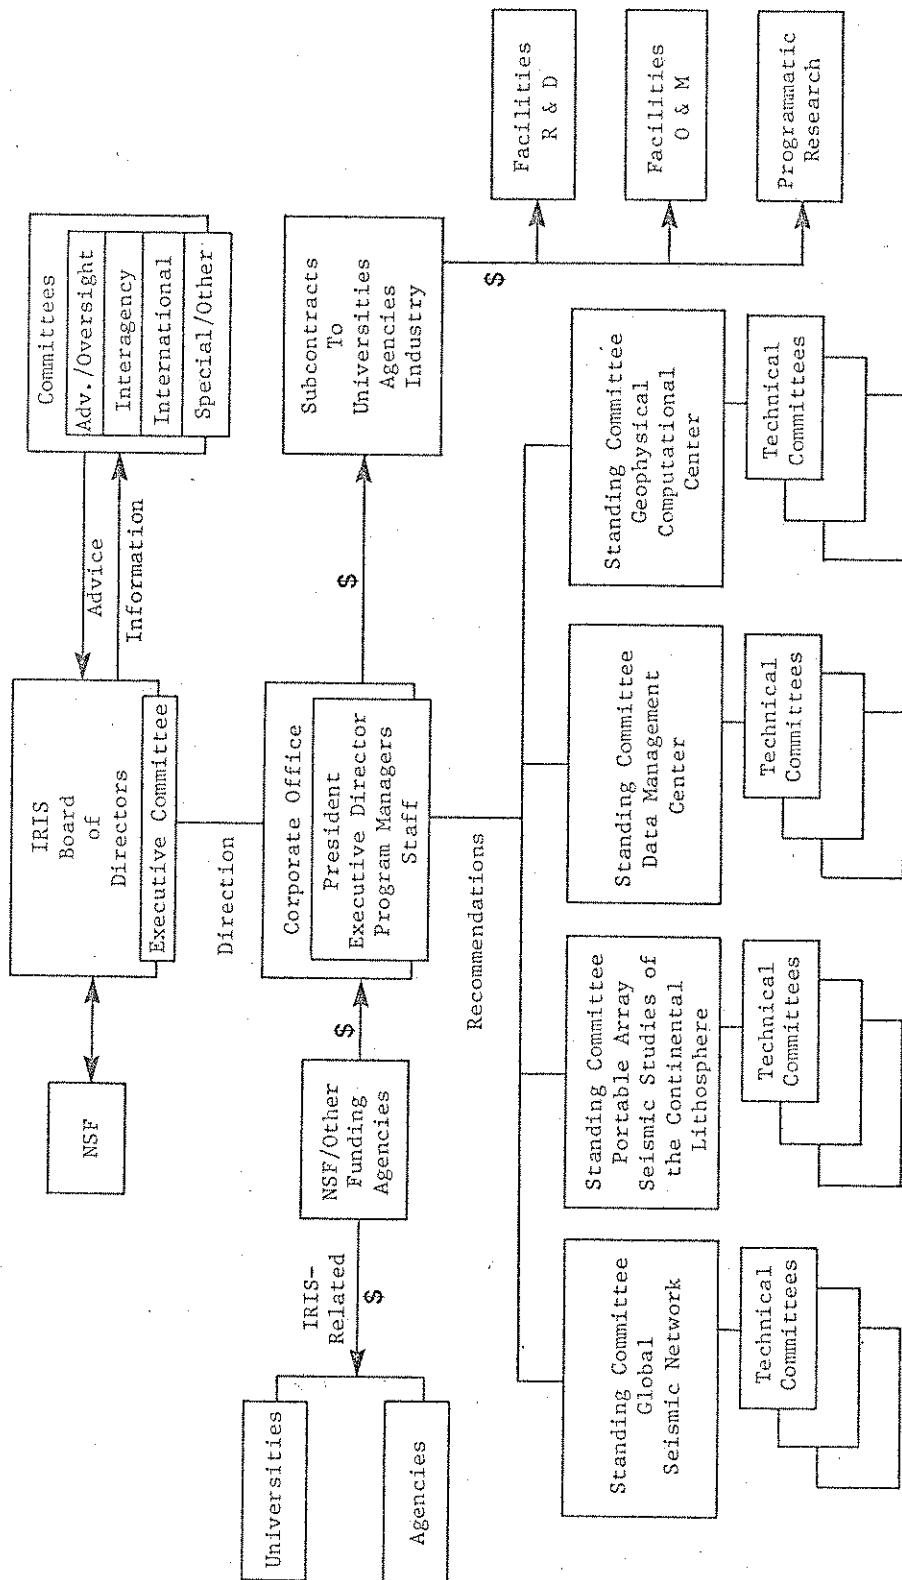 NSF
IRIS
Board
of
Directors
Executive Committee
Advice
Information
Committees
Adv./Oversight
Interagency
International
Special/Other
Direction
Universities
Agencies
IRIS-
Related
$
NSF/Other
Funding
Agencies
$
Corporate Office
President
Executive Director
Program Managers
Staff
$
Subcontracts
To
Universities
Agencies
Industry
$
Facilities
R & D
Facilities
O & M
Programmatic
Research
Recommendations
Standing Committee
Global
Seismic Network
Technical
Committees
Standing Committee
Portable Array
Seismic Studies of
the Continental
Lithosphere
Technical
Committees
Standing Committee
Data Management
Center
Technical
Committees
Standing Committee
Geophysical
Computational
Center
Technical
Committees